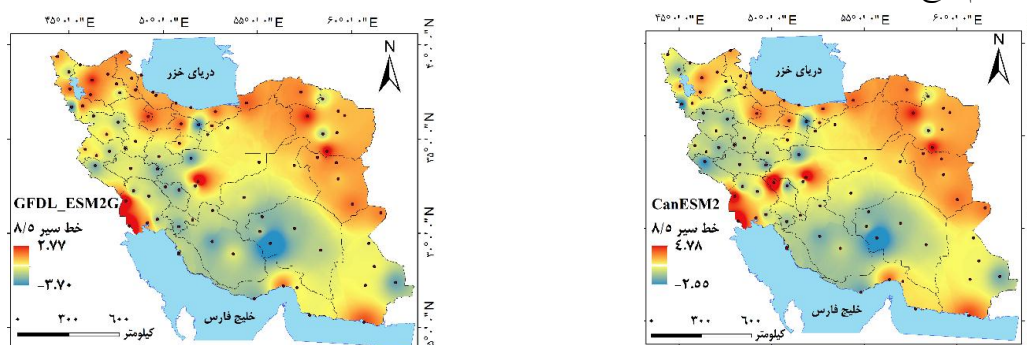 ۴۵°۰'۰"E ۵۰°۰'۰"E ۵۵°۰'۰"E ۶۰°۰'۰"E
N
دریای خزر
GFDL_ESM2G
خط سیر ۸/۵
۲.۷۷
-۳.۷۰
۰ ۳۰۰ ۶۰۰
کیلومتر
خلیج فارس
۴۰°۰'۰"N
۳۵°۰'۰"N
۳۰°۰'۰"N
۴۵°۰'۰"E ۵۰°۰'۰"E ۵۵°۰'۰"E ۶۰°۰'۰"E
N
دریای خزر
CanESM2
خط سیر ۸/۵
٤.۷۸
-۲.۵۵
۰ ۳۰۰ ۶۰۰
کیلومتر
خلیج فارس